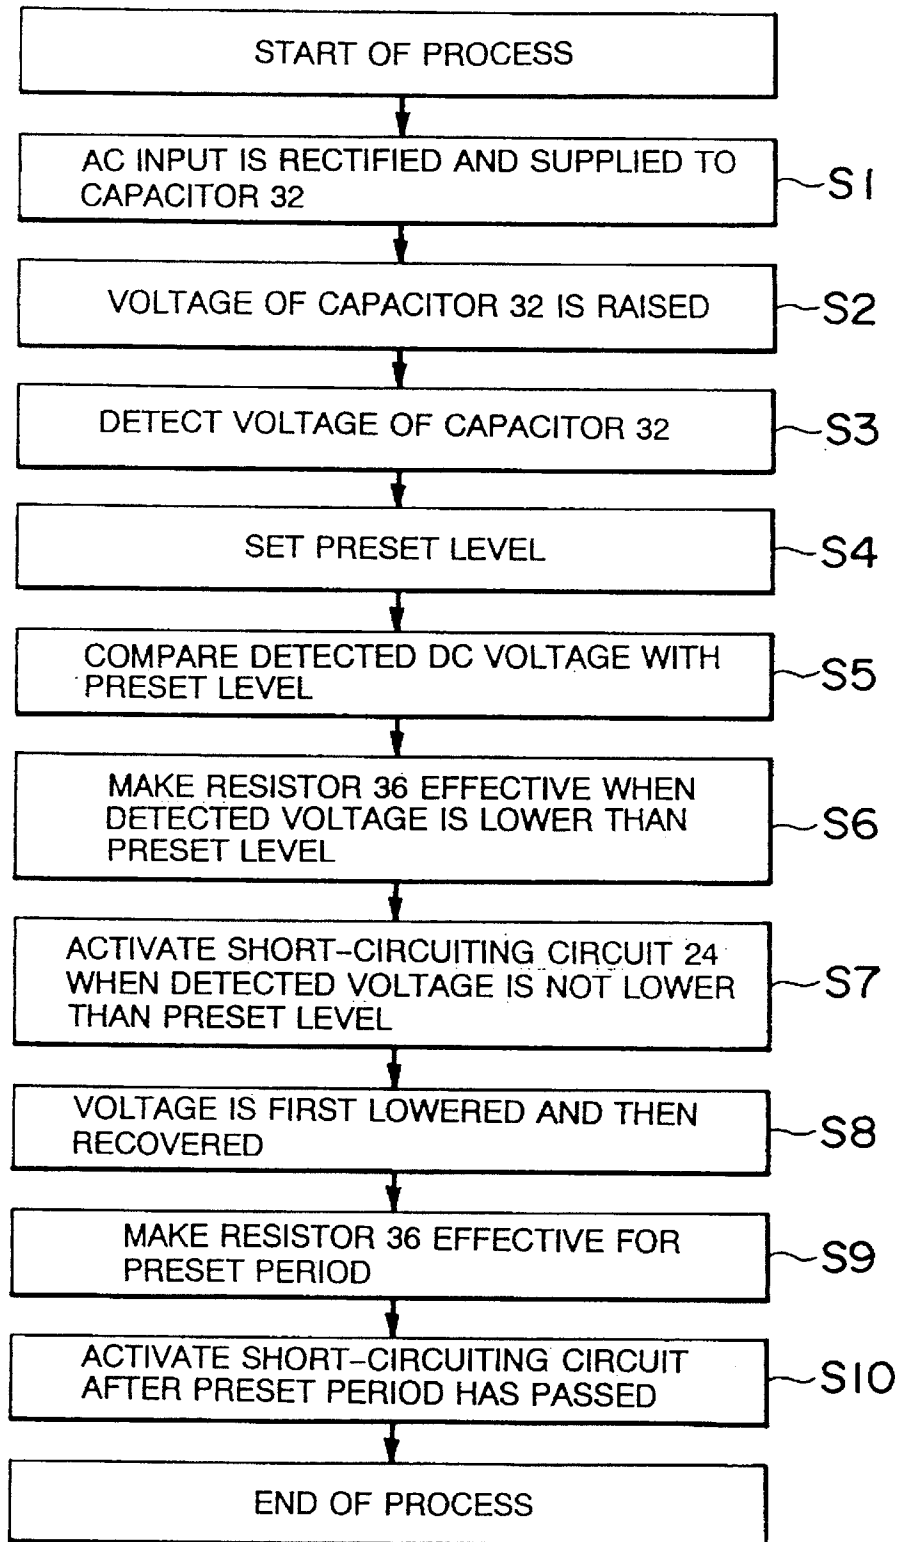 START OF PROCESS
AC INPUT IS RECTIFIED AND SUPPLIED TO
CAPACITOR 32
S1
VOLTAGE OF CAPACITOR 32 IS RAISED
S2
DETECT VOLTAGE OF CAPACITOR 32
S3
SET PRESET LEVEL
S4
COMPARE DETECTED DC VOLTAGE WITH
PRESET LEVEL
S5
MAKE RESISTOR 36 EFFECTIVE WHEN
DETECTED VOLTAGE IS LOWER THAN
PRESET LEVEL
S6
ACTIVATE SHORT-CIRCUITING CIRCUIT 24
WHEN DETECTED VOLTAGE IS NOT LOWER
THAN PRESET LEVEL
S7
VOLTAGE IS FIRST LOWERED AND THEN
RECOVERED
S8
MAKE RESISTOR 36 EFFECTIVE FOR
PRESET PERIOD
S9
ACTIVATE SHORT-CIRCUITING CIRCUIT
AFTER PRESET PERIOD HAS PASSED
S10
END OF PROCESS